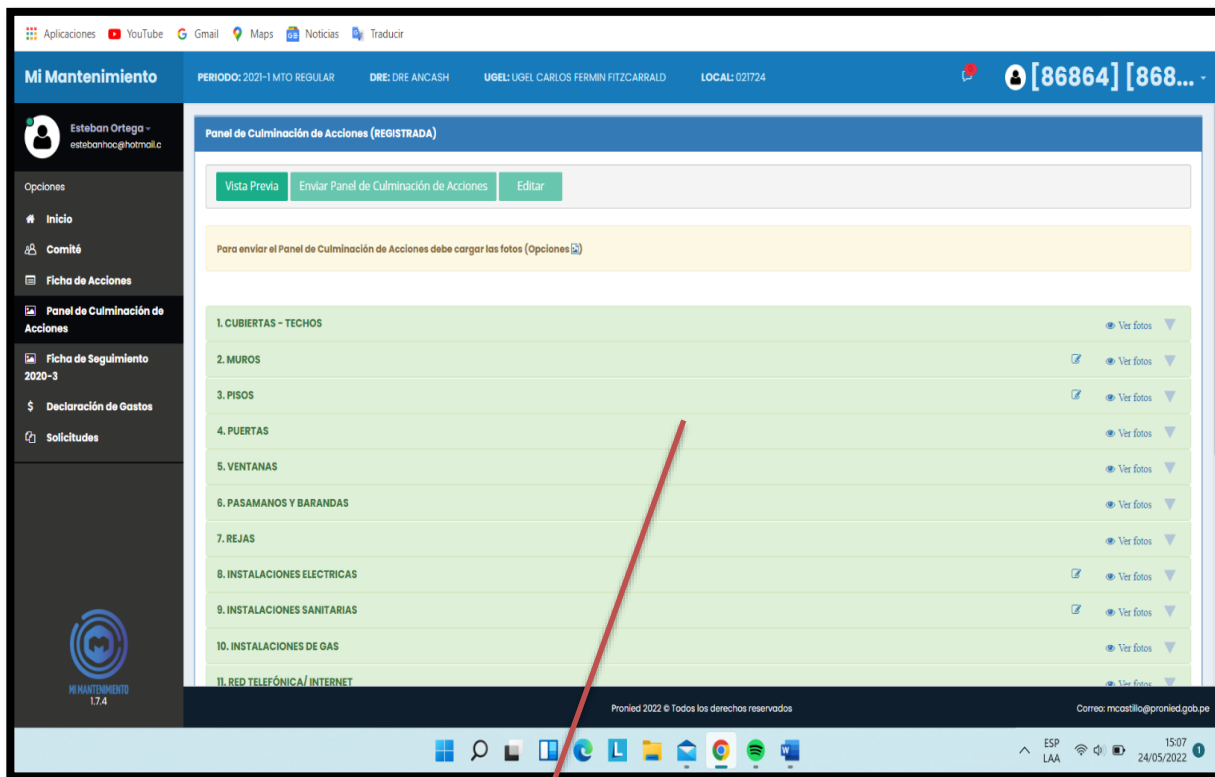 Aplicaciones YouTube Gmail Maps Noticias Traducir
Mi Mantenimiento PERIODO: 2021-1 MTO REGULAR DRE: DRE ANCASH UGEL: UGEL CARLOS FERMIN FITZCARRALD LOCAL: 021724 [86864] [868...
Esteban Ortega
estebanhoc@hotmail.c
Panel de Culminación de Acciones (REGISTRADA)
Opciones
Vista Previa Enviar Panel de Culminación de Acciones Editar
Inicio
Comité
Para enviar el Panel de Culminación de Acciones debe cargar las fotos (Opciones )
Ficha de Acciones
Panel de Culminación de
Acciones
Ficha de Seguimiento
2020-3
Declaración de Gastos
Solicitudes
1. CUBIERTAS - TECHOS Ver fotos
2. MUROS Ver fotos
3. PISOS Ver fotos
4. PUERTAS Ver fotos
5. VENTANAS Ver fotos
6. PASAMANOS Y BARANDAS Ver fotos
7. REJAS Ver fotos
8. INSTALACIONES ELECTRICAS Ver fotos
9. INSTALACIONES SANITARIAS Ver fotos
10. INSTALACIONES DE GAS Ver fotos
11. RED TELEFÓNICA/ INTERNET Ver fotos
MI MANTENIMIENTO
1.7.4
Pronied 2022 © Todos los derechos reservados Correo: mcastillo@pronied.gob.pe
ESP
LAA
15:07
24/05/2022
1